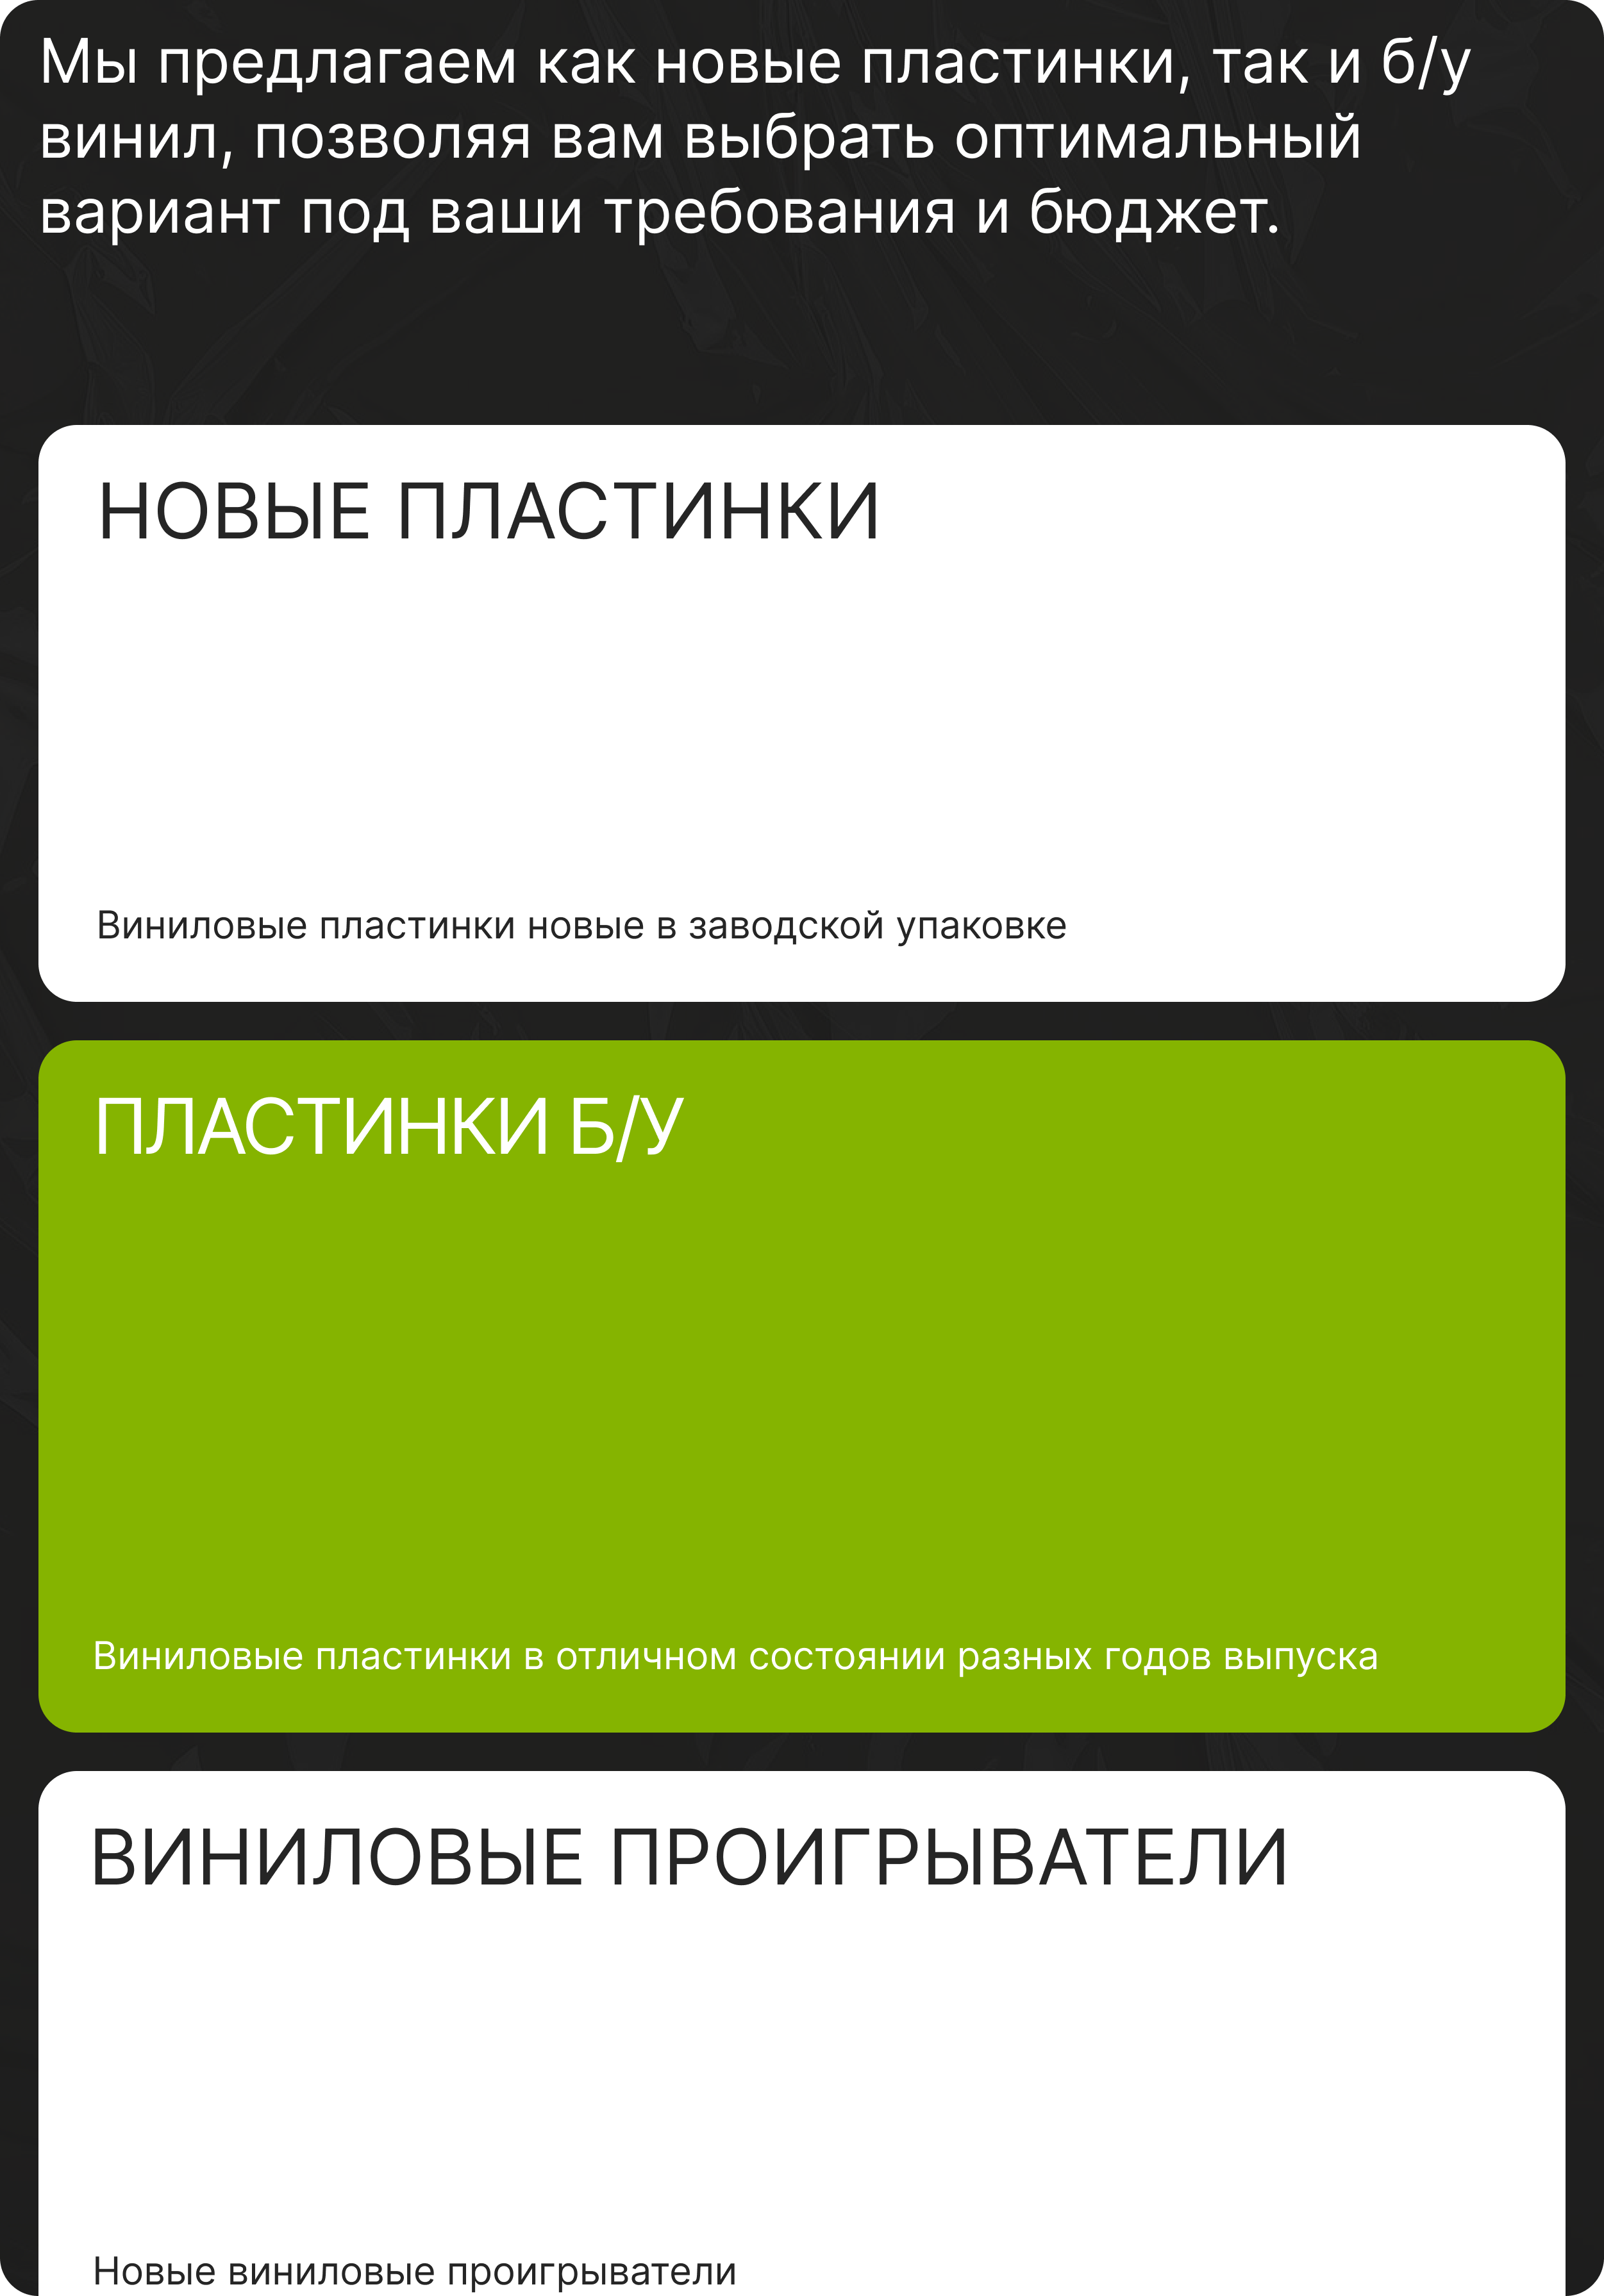 Мы предлагаем как новые пластинки, так и б/у
винил, позволяя вам выбрать оптимальный
вариант под ваши требования и бюджет.
НОВЫЕ ПЛАСТИНКИ
Виниловые пластинки новые в заводской упаковке
ПЛАСТИНКИ Б/У
Виниловые пластинки в отличном состоянии разных годов выпуска
ВИНИЛОВЫЕ ПРОИГРЫВАТЕЛИ
Новые виниловые проигрыватели